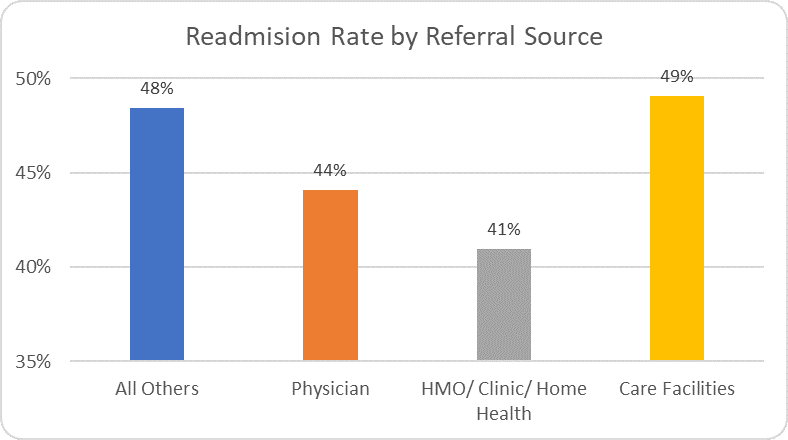 Readmision Rate by Referral Source
50%
45%
40%
35%
48%
44%
41%
49%
All Others
Physician
HMO/ Clinic/ Home
Health
Care Facilities